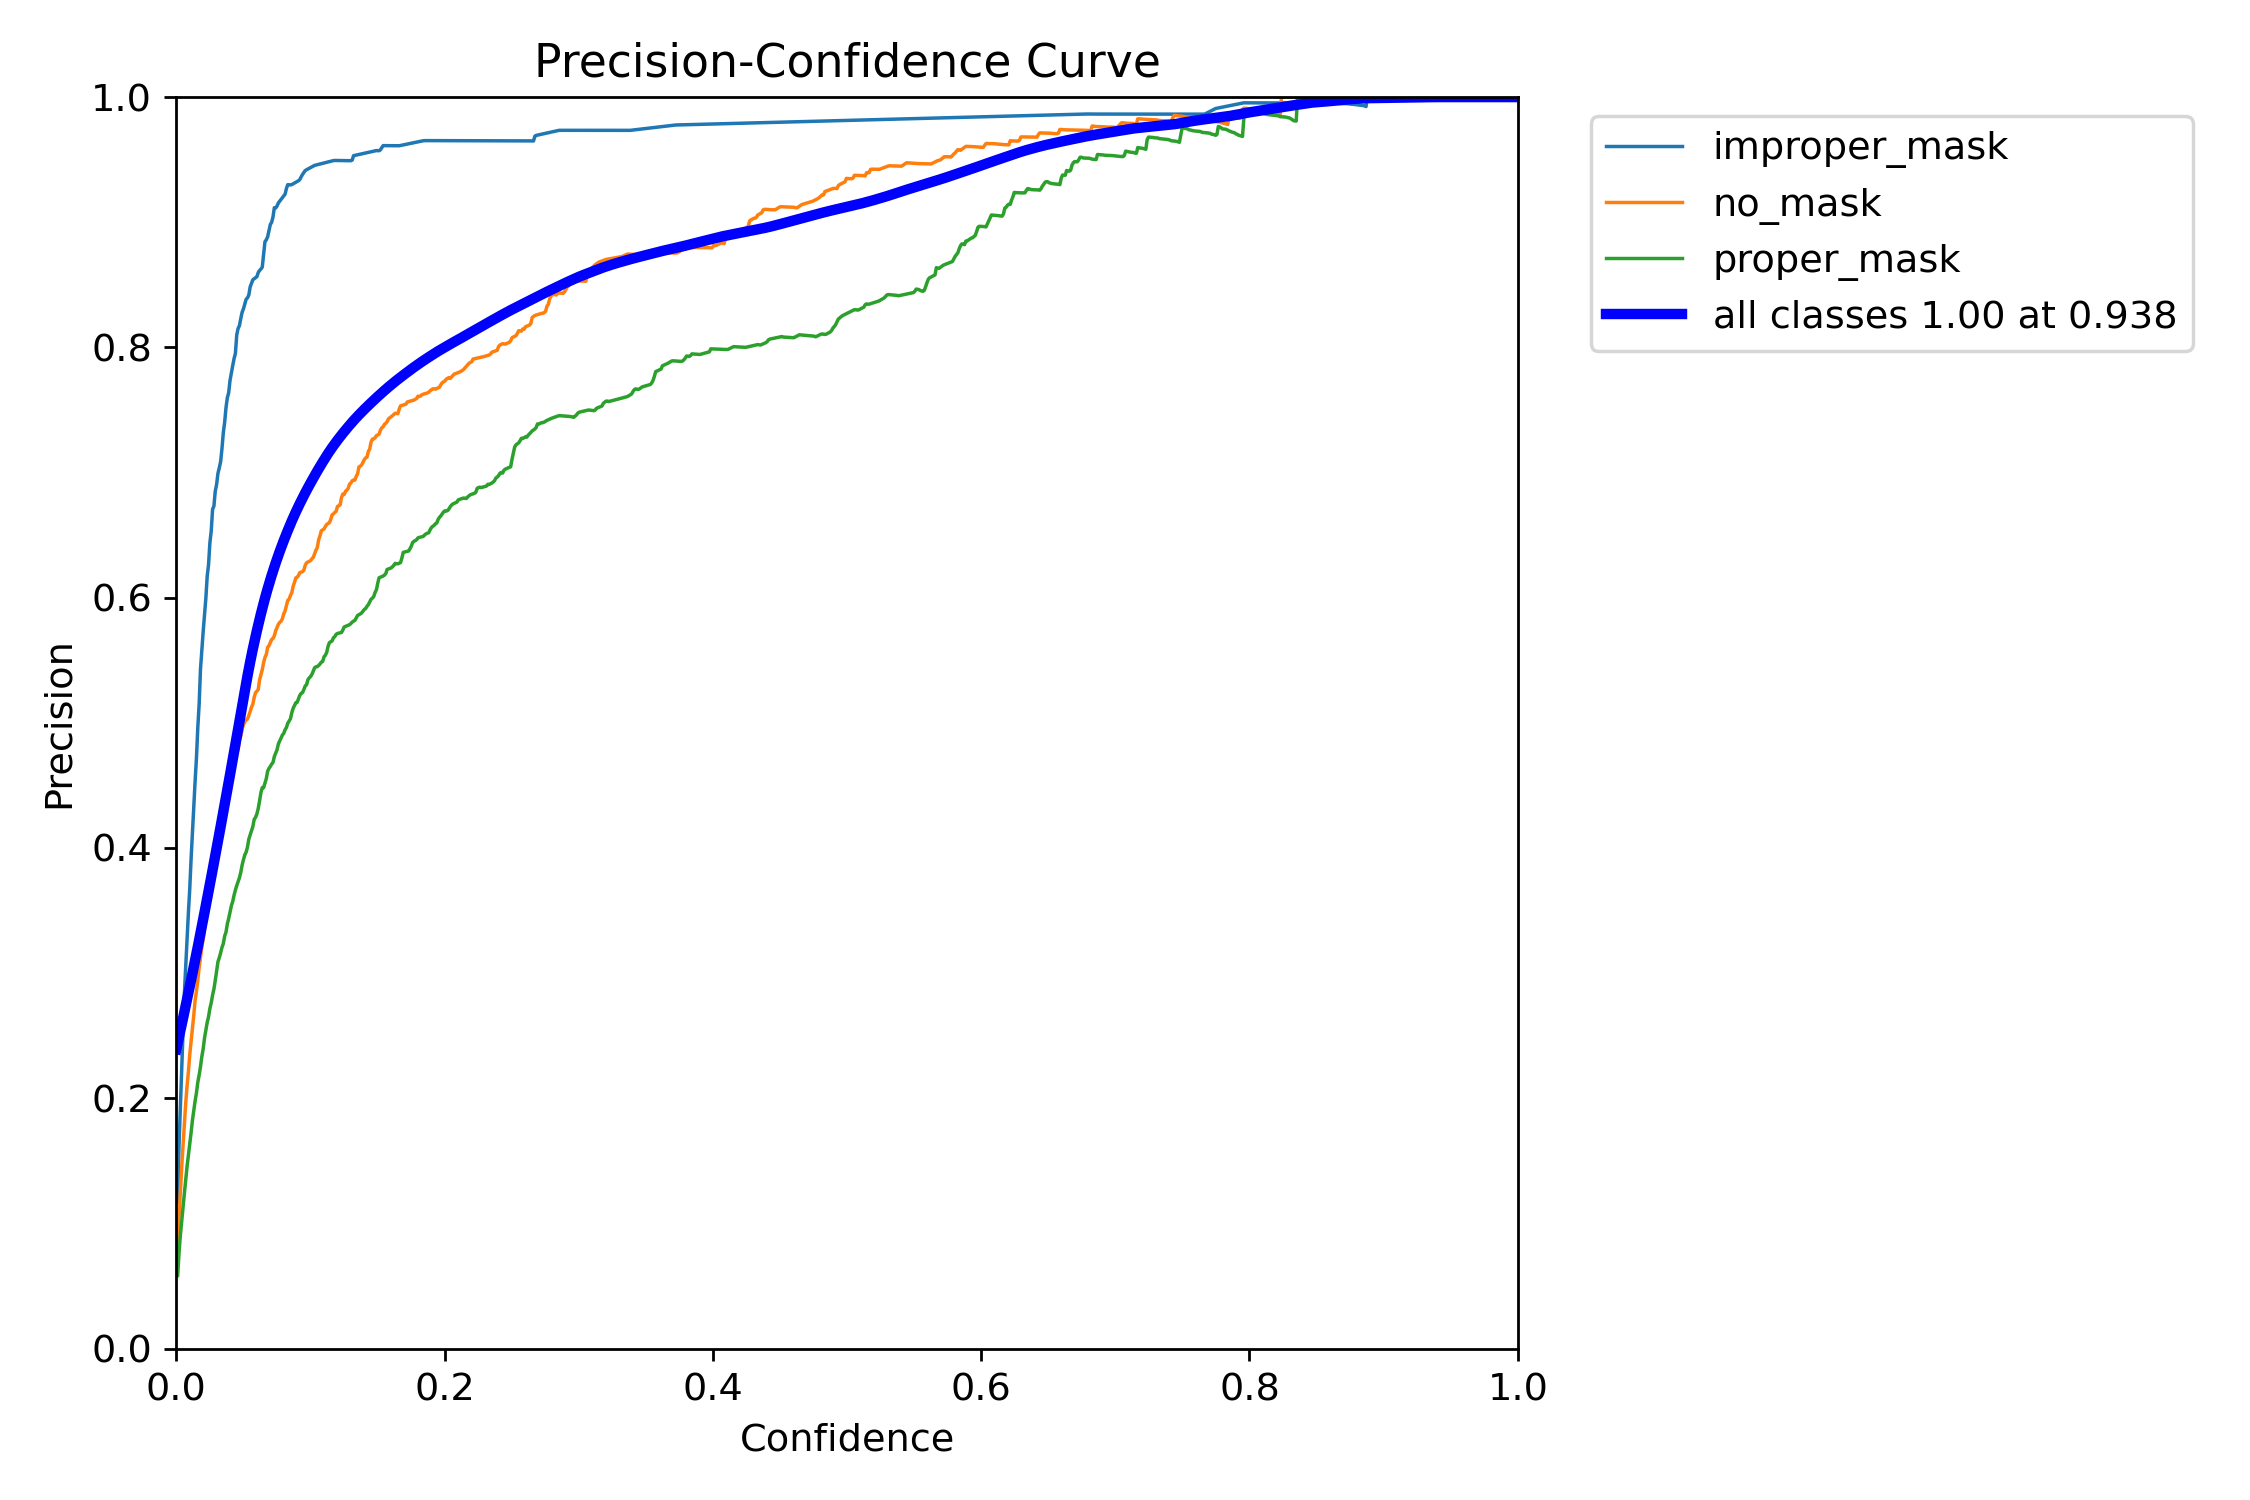 Precision-Confidence Curve
1.0
0.8
0.6
0.4
0.2
0.0
Precision
0.0 0.2 0.4 0.6 0.8 1.0
Confidence
improper_mask
no_mask
proper_mask
all classes 1.00 at 0.938